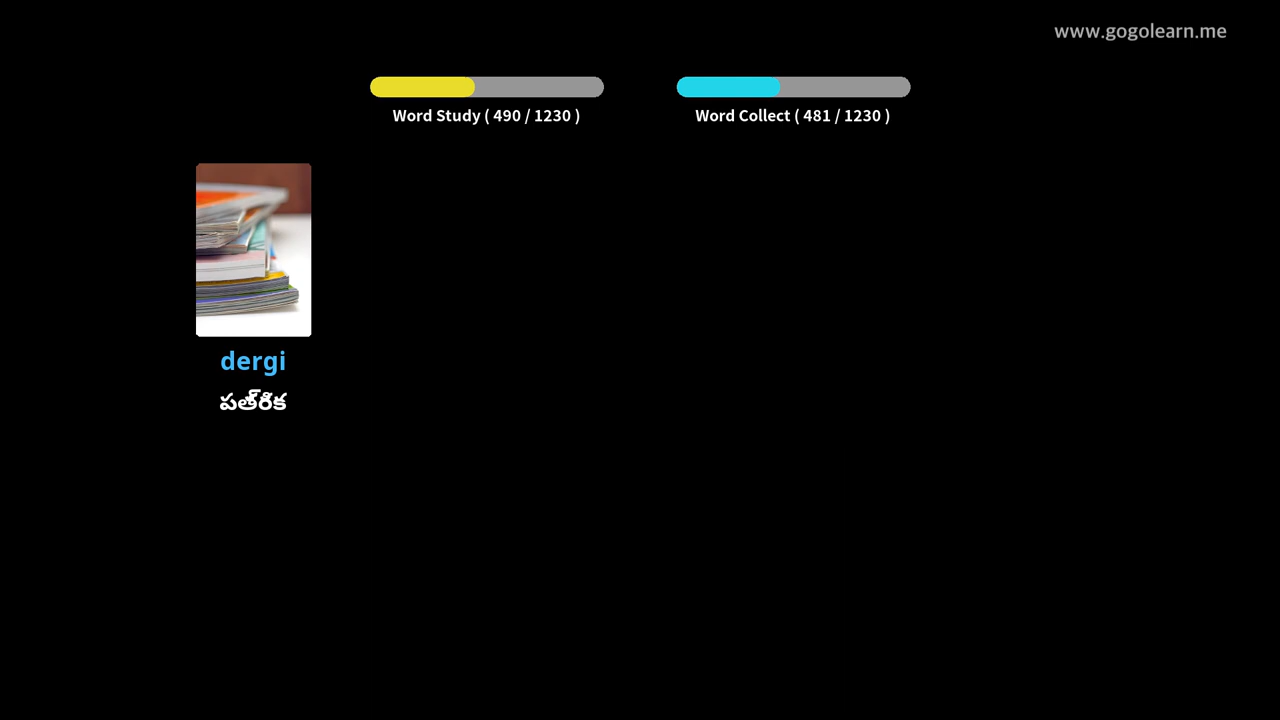 www.gogolearn.me
Word Study ( 490 / 1230 )
Word Collect ( 481 / 1230 )
dergi
పత్రిక